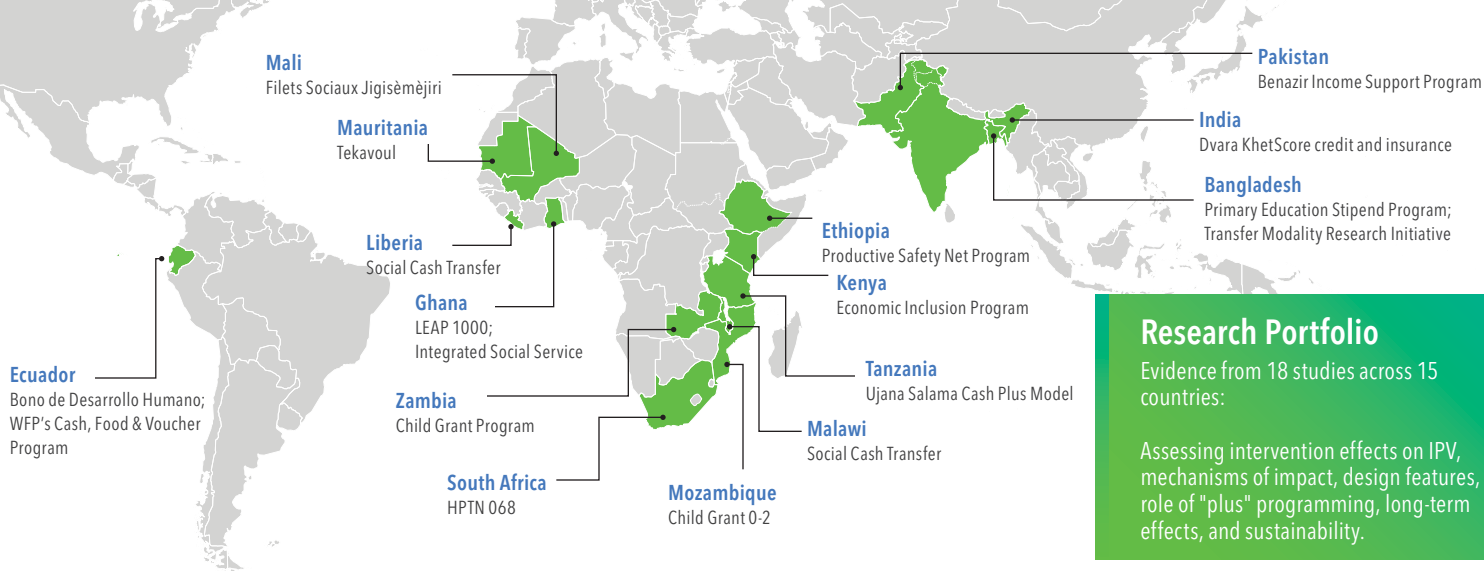 Mali
Filets Sociaux Jigisèmèjiri
Mauritania
Tekavoul
Liberia
Social Cash Transfer
Ghana
LEAP 1000;
Integrated Social Service
Ecuador
Bono de Desarrollo Humano;
WFP's Cash, Food & Voucher
Program
Zambia
Child Grant Program
South Africa
HPTN 068
Mozambique
Child Grant 0-2
Malawi
Social Cash Transfer
Tanzania
Ujana Salama Cash Plus Model
Kenya
Economic Inclusion Program
Ethiopia
Productive Safety Net Program
Pakistan
Benazir Income Support Program
India
Dvara KhetScore credit and insurance
Bangladesh
Primary Education Stipend Program;
Transfer Modality Research Initiative
Research Portfolio
Evidence from 18 studies across 15
countries:
Assessing intervention effects on IPV,
mechanisms of impact, design features,
role of "plus" programming, long-term
effects, and sustainability.